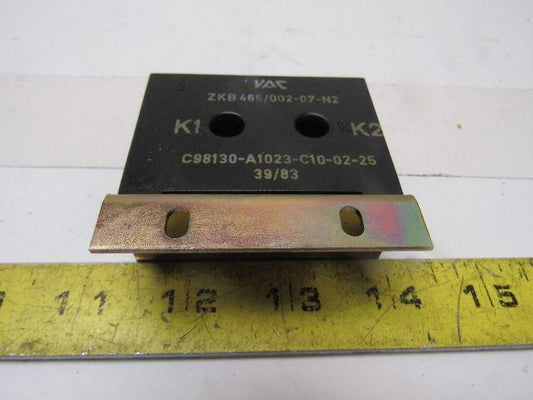 VAC
ZKB 465/002-07-N2
K1 K2
C98130-A1023-C10-02-25
39/83
1 11 12 13 14 15